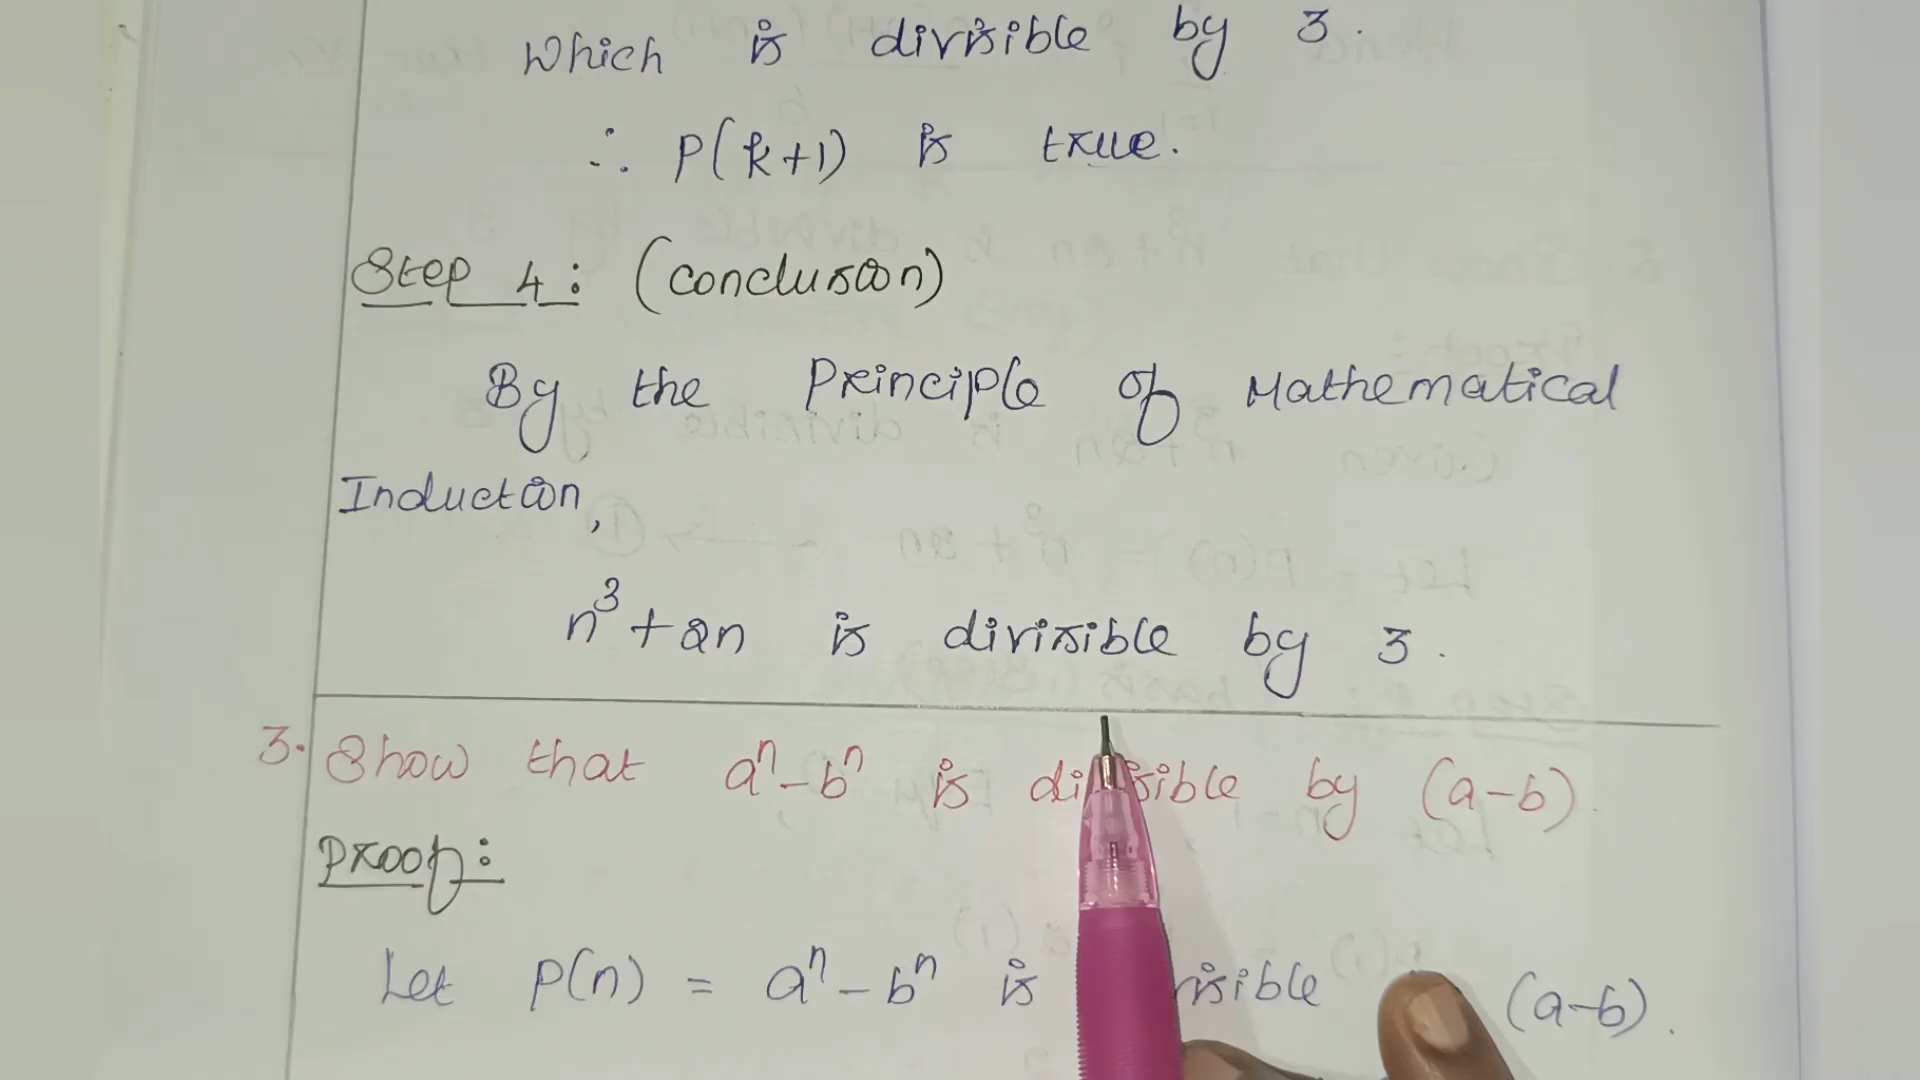 which is divisible by 3.
∴ P(k+1) is true.
Step 4: (conclusion)
By the Principle of Mathematical
Induction,
n³+2n is divisible by 3.
3. Show that aⁿ-bⁿ is divisible by (a-b).
Proof:
Let P(n) = aⁿ-bⁿ is (a-b).